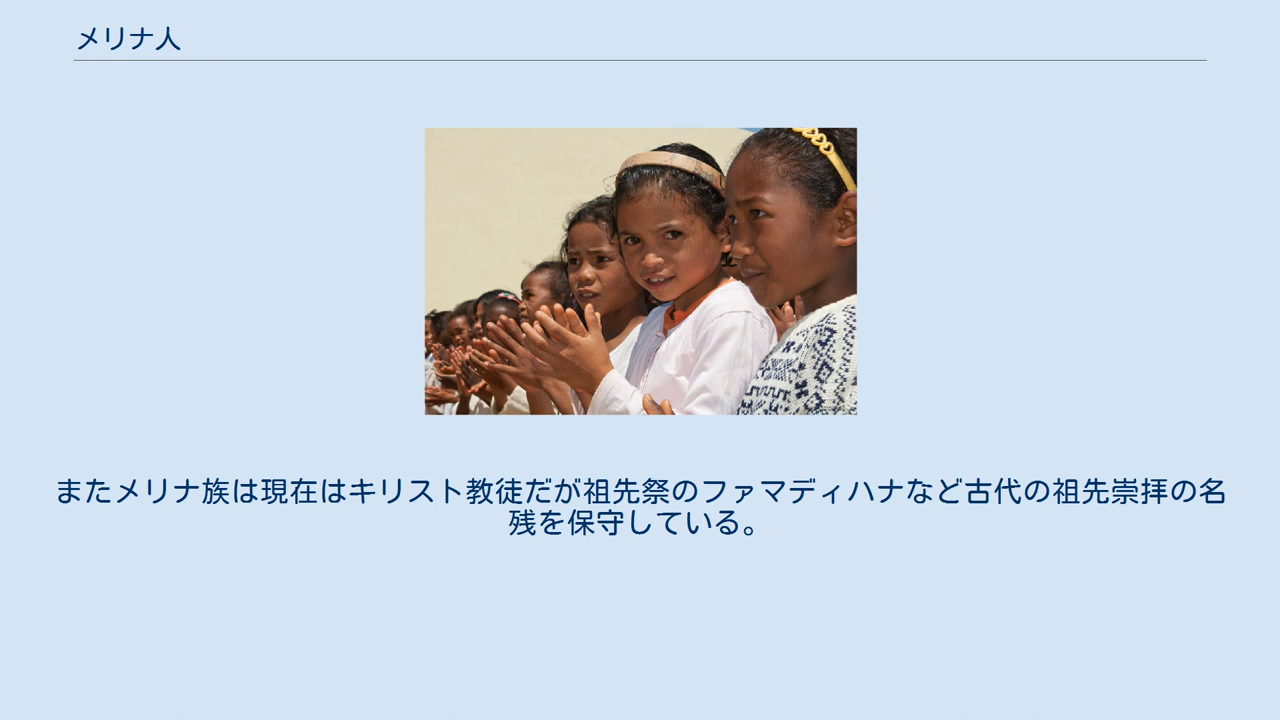 メリナ人
またメリナ族は現在はキリスト教徒だが祖先祭のファマディハナなど古代の祖先崇拝の名
残を保守している。